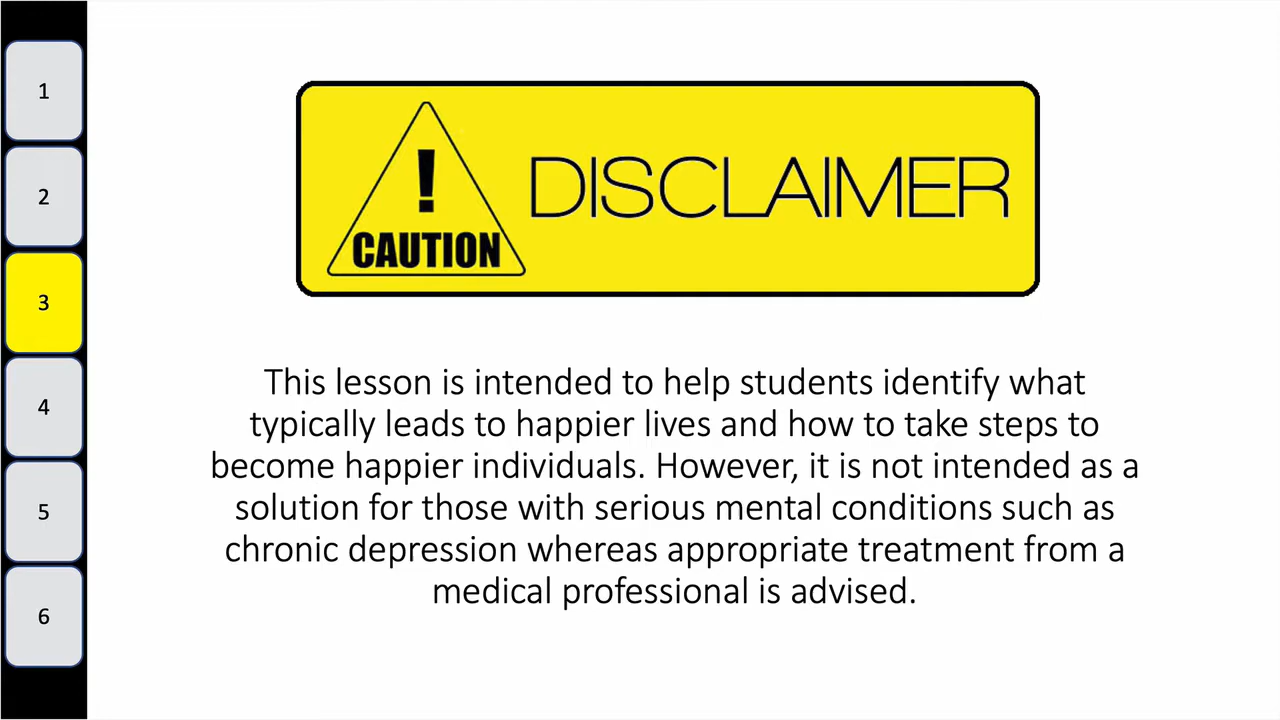 1
2
3
4
5
6
!
CAUTION
DISCLAIMER
This lesson is intended to help students identify what
typically leads to happier lives and how to take steps to
become happier individuals. However, it is not intended as a
solution for those with serious mental conditions such as
chronic depression whereas appropriate treatment from a
medical professional is advised.